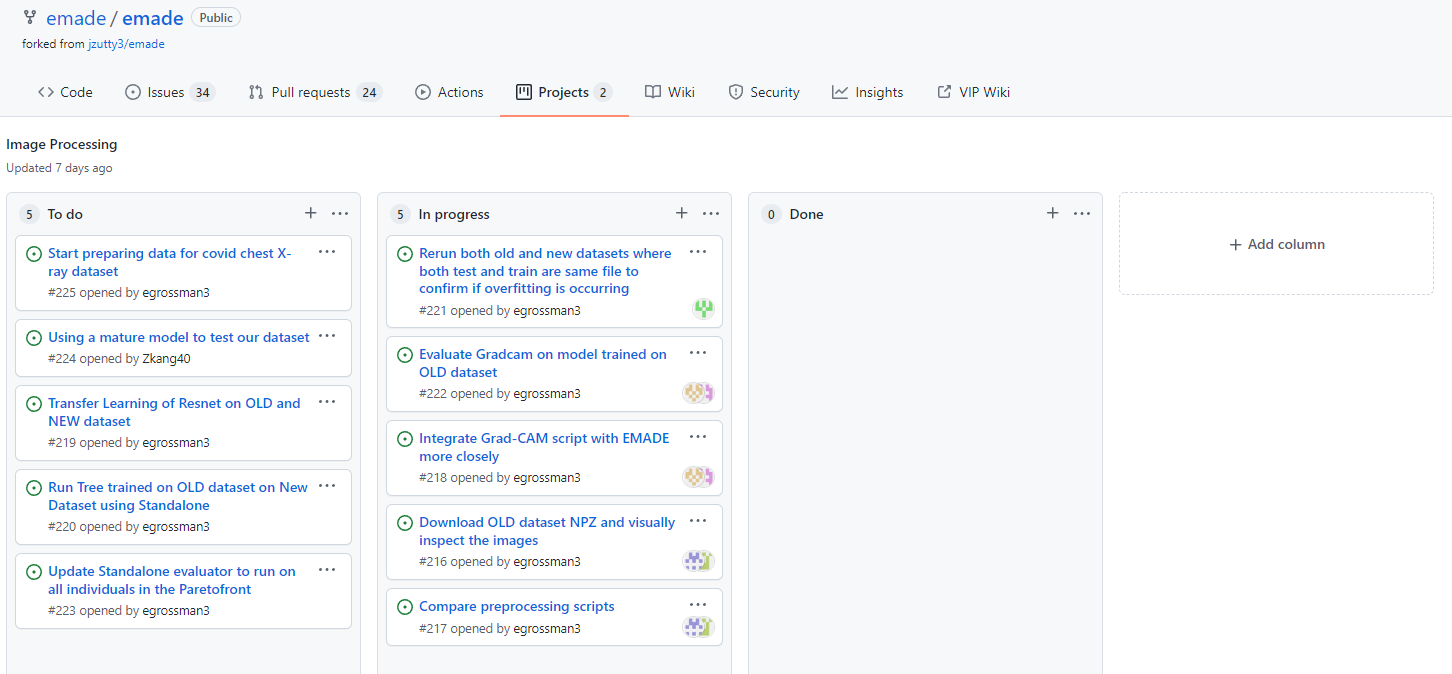 emade / emade Public
forked from jzutty3/emade
Code Issues 34 Pull requests 24 Actions Projects 2 Wiki Security Insights VIP Wiki
Image Processing
Updated 7 days ago
5 To do
Start preparing data for covid chest X-
ray dataset
#225 opened by egrossman3
Using a mature model to test our dataset
#224 opened by Zkang40
Transfer Learning of Resnet on OLD and
NEW dataset
#219 opened by egrossman3
Run Tree trained on OLD dataset on New
Dataset using Standalone
#220 opened by egrossman3
Update Standalone evaluator to run on
all individuals in the Paretofront
#223 opened by egrossman3
5 In progress
Rerun both old and new datasets where
both test and train are same file to
confirm if overfitting is occurring
#221 opened by egrossman3
Evaluate Gradcam on model trained on
OLD dataset
#222 opened by egrossman3
Integrate Grad-CAM script with EMADE
more closely
#218 opened by egrossman3
Download OLD dataset NPZ and visually
inspect the images
#216 opened by egrossman3
Compare preprocessing scripts
#217 opened by egrossman3
0 Done
+ Add column